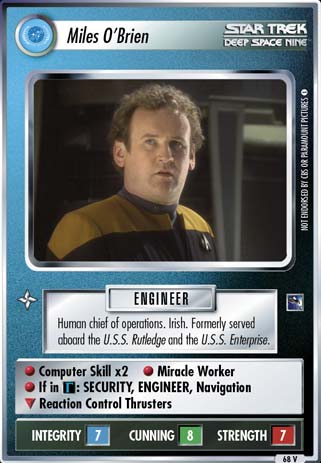 Miles O'Brien
STAR TREK
DEEP SPACE NINE
NOT ENDORSED BY CBS OR PARAMOUNT PICTURES
ENGINEER
Human chief of operations. Irish. Formerly served
aboard the U.S.S. Rutledge and the U.S.S. Enterprise.
Computer Skill x2 Miracle Worker
If in : SECURITY, ENGINEER, Navigation
Reaction Control Thrusters
INTEGRITY 7 CUNNING 8 STRENGTH 7
68 V